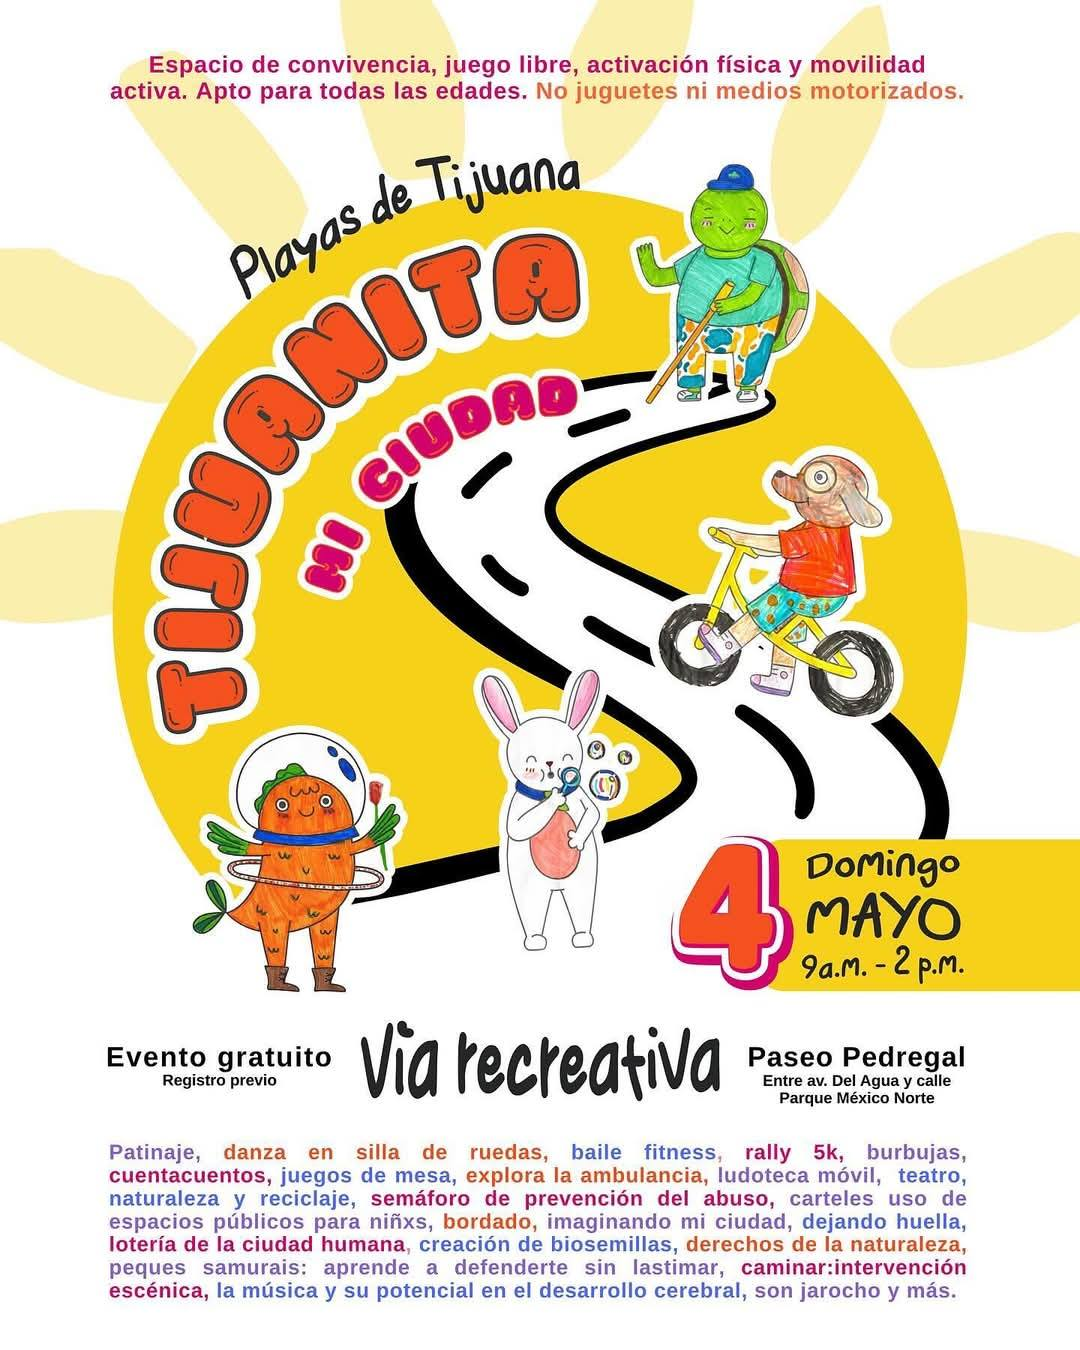 Espacio de convivencia, juego libre, activación física y movilidad
activa. Apto para todas las edades. No juguetes ni medios motorizados.
Playas de Tijuana
TIJUANITA
MI CIUDAD
4
Domingo
MAYO
9a.m. - 2 p.m.
Evento gratuito
Registro previo
Vía recreativa
Paseo Pedregal
Entre av. Del Agua y calle
Parque México Norte
Patinaje, danza en silla de ruedas, baile fitness, rally 5k, burbujas,
cuentacuentos, juegos de mesa, explora la ambulancia, ludoteca móvil, teatro,
naturaleza y reciclaje, semáforo de prevención del abuso, carteles uso de
espacios públicos para niñxs, bordado, imaginando mi ciudad, dejando huella,
lotería de la ciudad humana, creación de biosemillas, derechos de la naturaleza,
peques samurais: aprende a defenderte sin lastimar, caminar:intervención
escénica, la música y su potencial en el desarrollo cerebral, son jarocho y más.